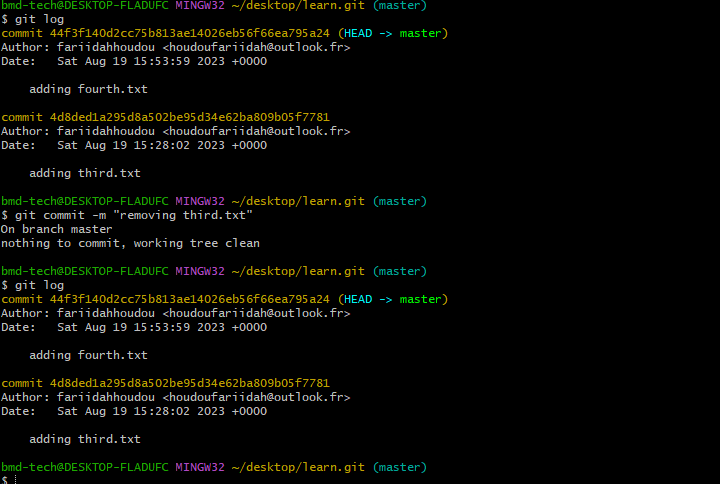 bmd-tech@DESKTOP-FLADUFC MINGW32 ~/desktop/learn.git (master)
$ git log
commit 44f3f140d2cc75b813ae14026eb56f66ea795a24 (HEAD -> master)
Author: fariidahhoudou <houdoufariidah@outlook.fr>
Date:   Sat Aug 19 15:53:59 2023 +0000
    adding fourth.txt
commit 4d8ded1a295d8a502be95d34e62ba809b05f7781
Author: fariidahhoudou <houdoufariidah@outlook.fr>
Date:   Sat Aug 19 15:28:02 2023 +0000
    adding third.txt
bmd-tech@DESKTOP-FLADUFC MINGW32 ~/desktop/learn.git (master)
$ git commit -m "removing third.txt"
On branch master
nothing to commit, working tree clean
bmd-tech@DESKTOP-FLADUFC MINGW32 ~/desktop/learn.git (master)
$ git log
commit 44f3f140d2cc75b813ae14026eb56f66ea795a24 (HEAD -> master)
Author: fariidahhoudou <houdoufariidah@outlook.fr>
Date:   Sat Aug 19 15:53:59 2023 +0000
    adding fourth.txt
commit 4d8ded1a295d8a502be95d34e62ba809b05f7781
Author: fariidahhoudou <houdoufariidah@outlook.fr>
Date:   Sat Aug 19 15:28:02 2023 +0000
    adding third.txt
bmd-tech@DESKTOP-FLADUFC MINGW32 ~/desktop/learn.git (master)
$